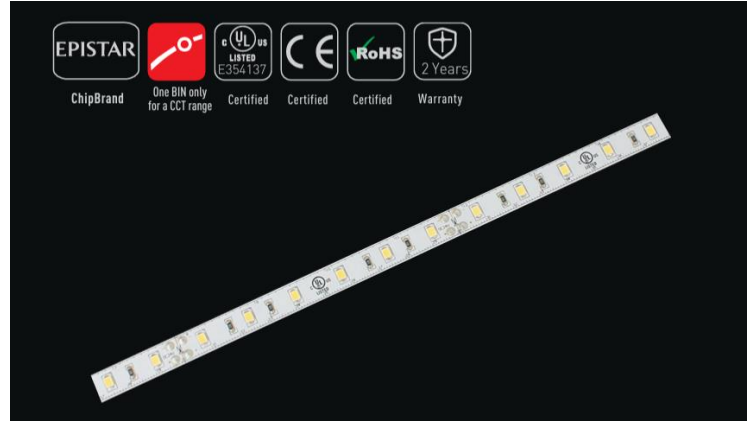 EPISTAR
ChipBrand
One BIN only
for a CCT range
c UL us
LISTED
E354137
Certified
CE
Certified
RoHS
Certified
2 Years
Warranty